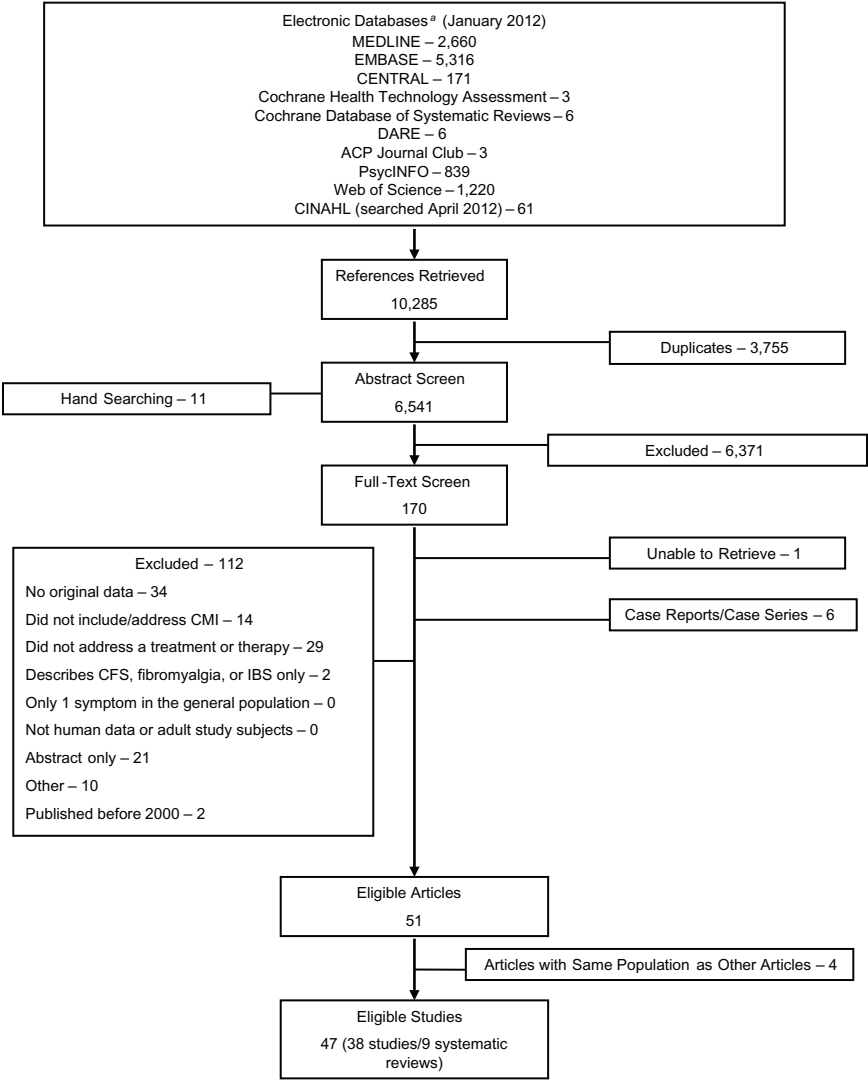 Electronic Databases a (January 2012)
MEDLINE – 2,660
EMBASE – 5,316
CENTRAL – 171
Cochrane Health Technology Assessment – 3
Cochrane Database of Systematic Reviews – 6
DARE – 6
ACP Journal Club – 3
PsycINFO – 839
Web of Science – 1,220
CINAHL (searched April 2012) – 61
References Retrieved
10,285
Duplicates – 3,755
Abstract Screen
6,541
Hand Searching – 11
Excluded – 6,371
Full-Text Screen
170
Unable to Retrieve – 1
Case Reports/Case Series – 6
Excluded – 112
No original data – 34
Did not include/address CMI – 14
Did not address a treatment or therapy – 29
Describes CFS, fibromyalgia, or IBS only – 2
Only 1 symptom in the general population – 0
Not human data or adult study subjects – 0
Abstract only – 21
Other – 10
Published before 2000 – 2
Eligible Articles
51
Articles with Same Population as Other Articles – 4
Eligible Studies
47 (38 studies/9 systematic
reviews)